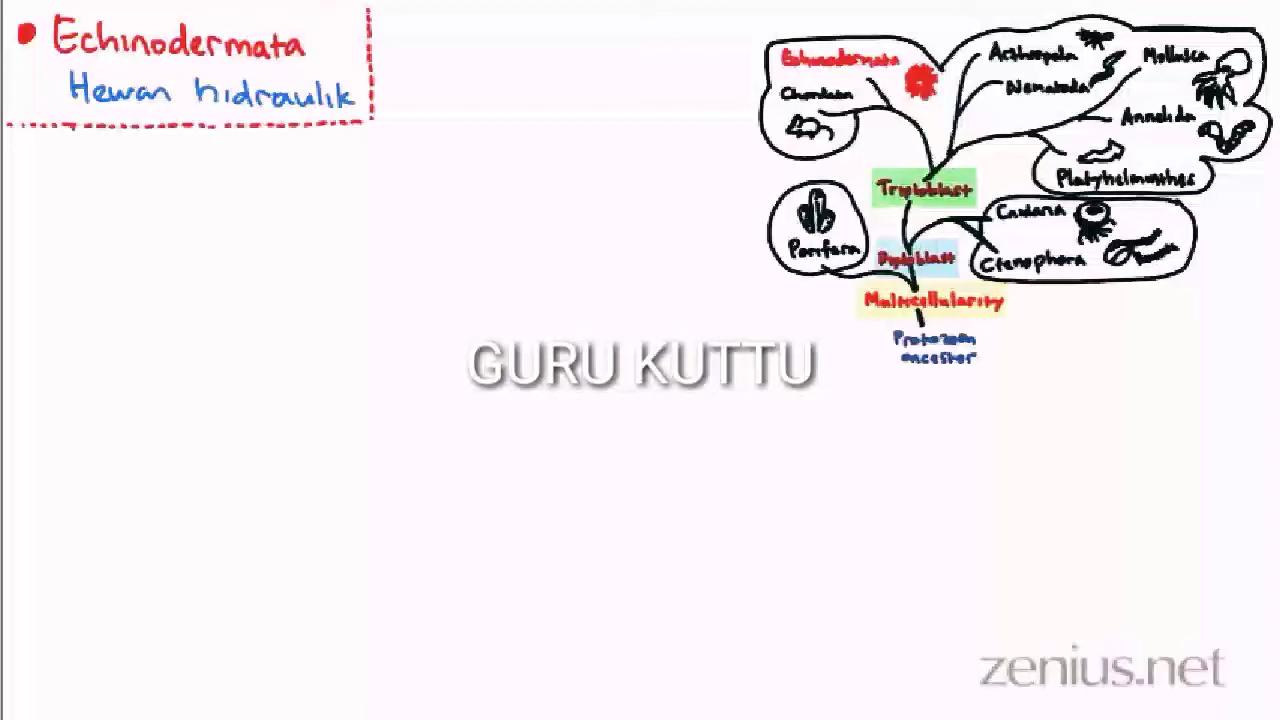 Echinodermata
Hewan hidraulik
Echinodermata
Chordata
Arthropoda
Nematoda
Mollusca
Annelida
Platyhelminthes
Triploblast
Porifera
Diploblast
Cnidaria
Ctenophora
Multicellularity
Protozoan
ancestor
GURU KUTTU
zenius.net